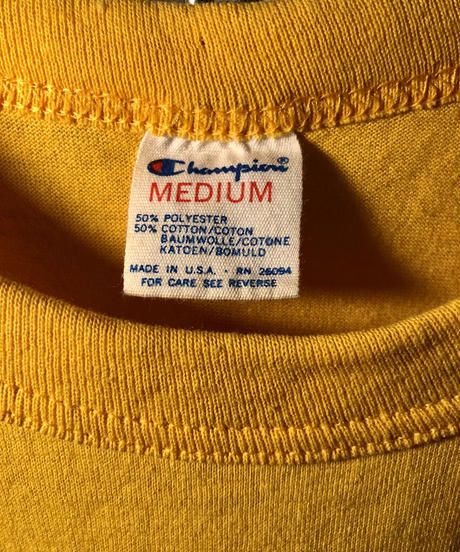 Champion®
MEDIUM
50% POLYESTER
50% COTTON/COTON
BAUMWOLLE/COTONE
KATOEN/BOMULD
MADE IN U.S.A. - RN 26094
FOR CARE SEE REVERSE